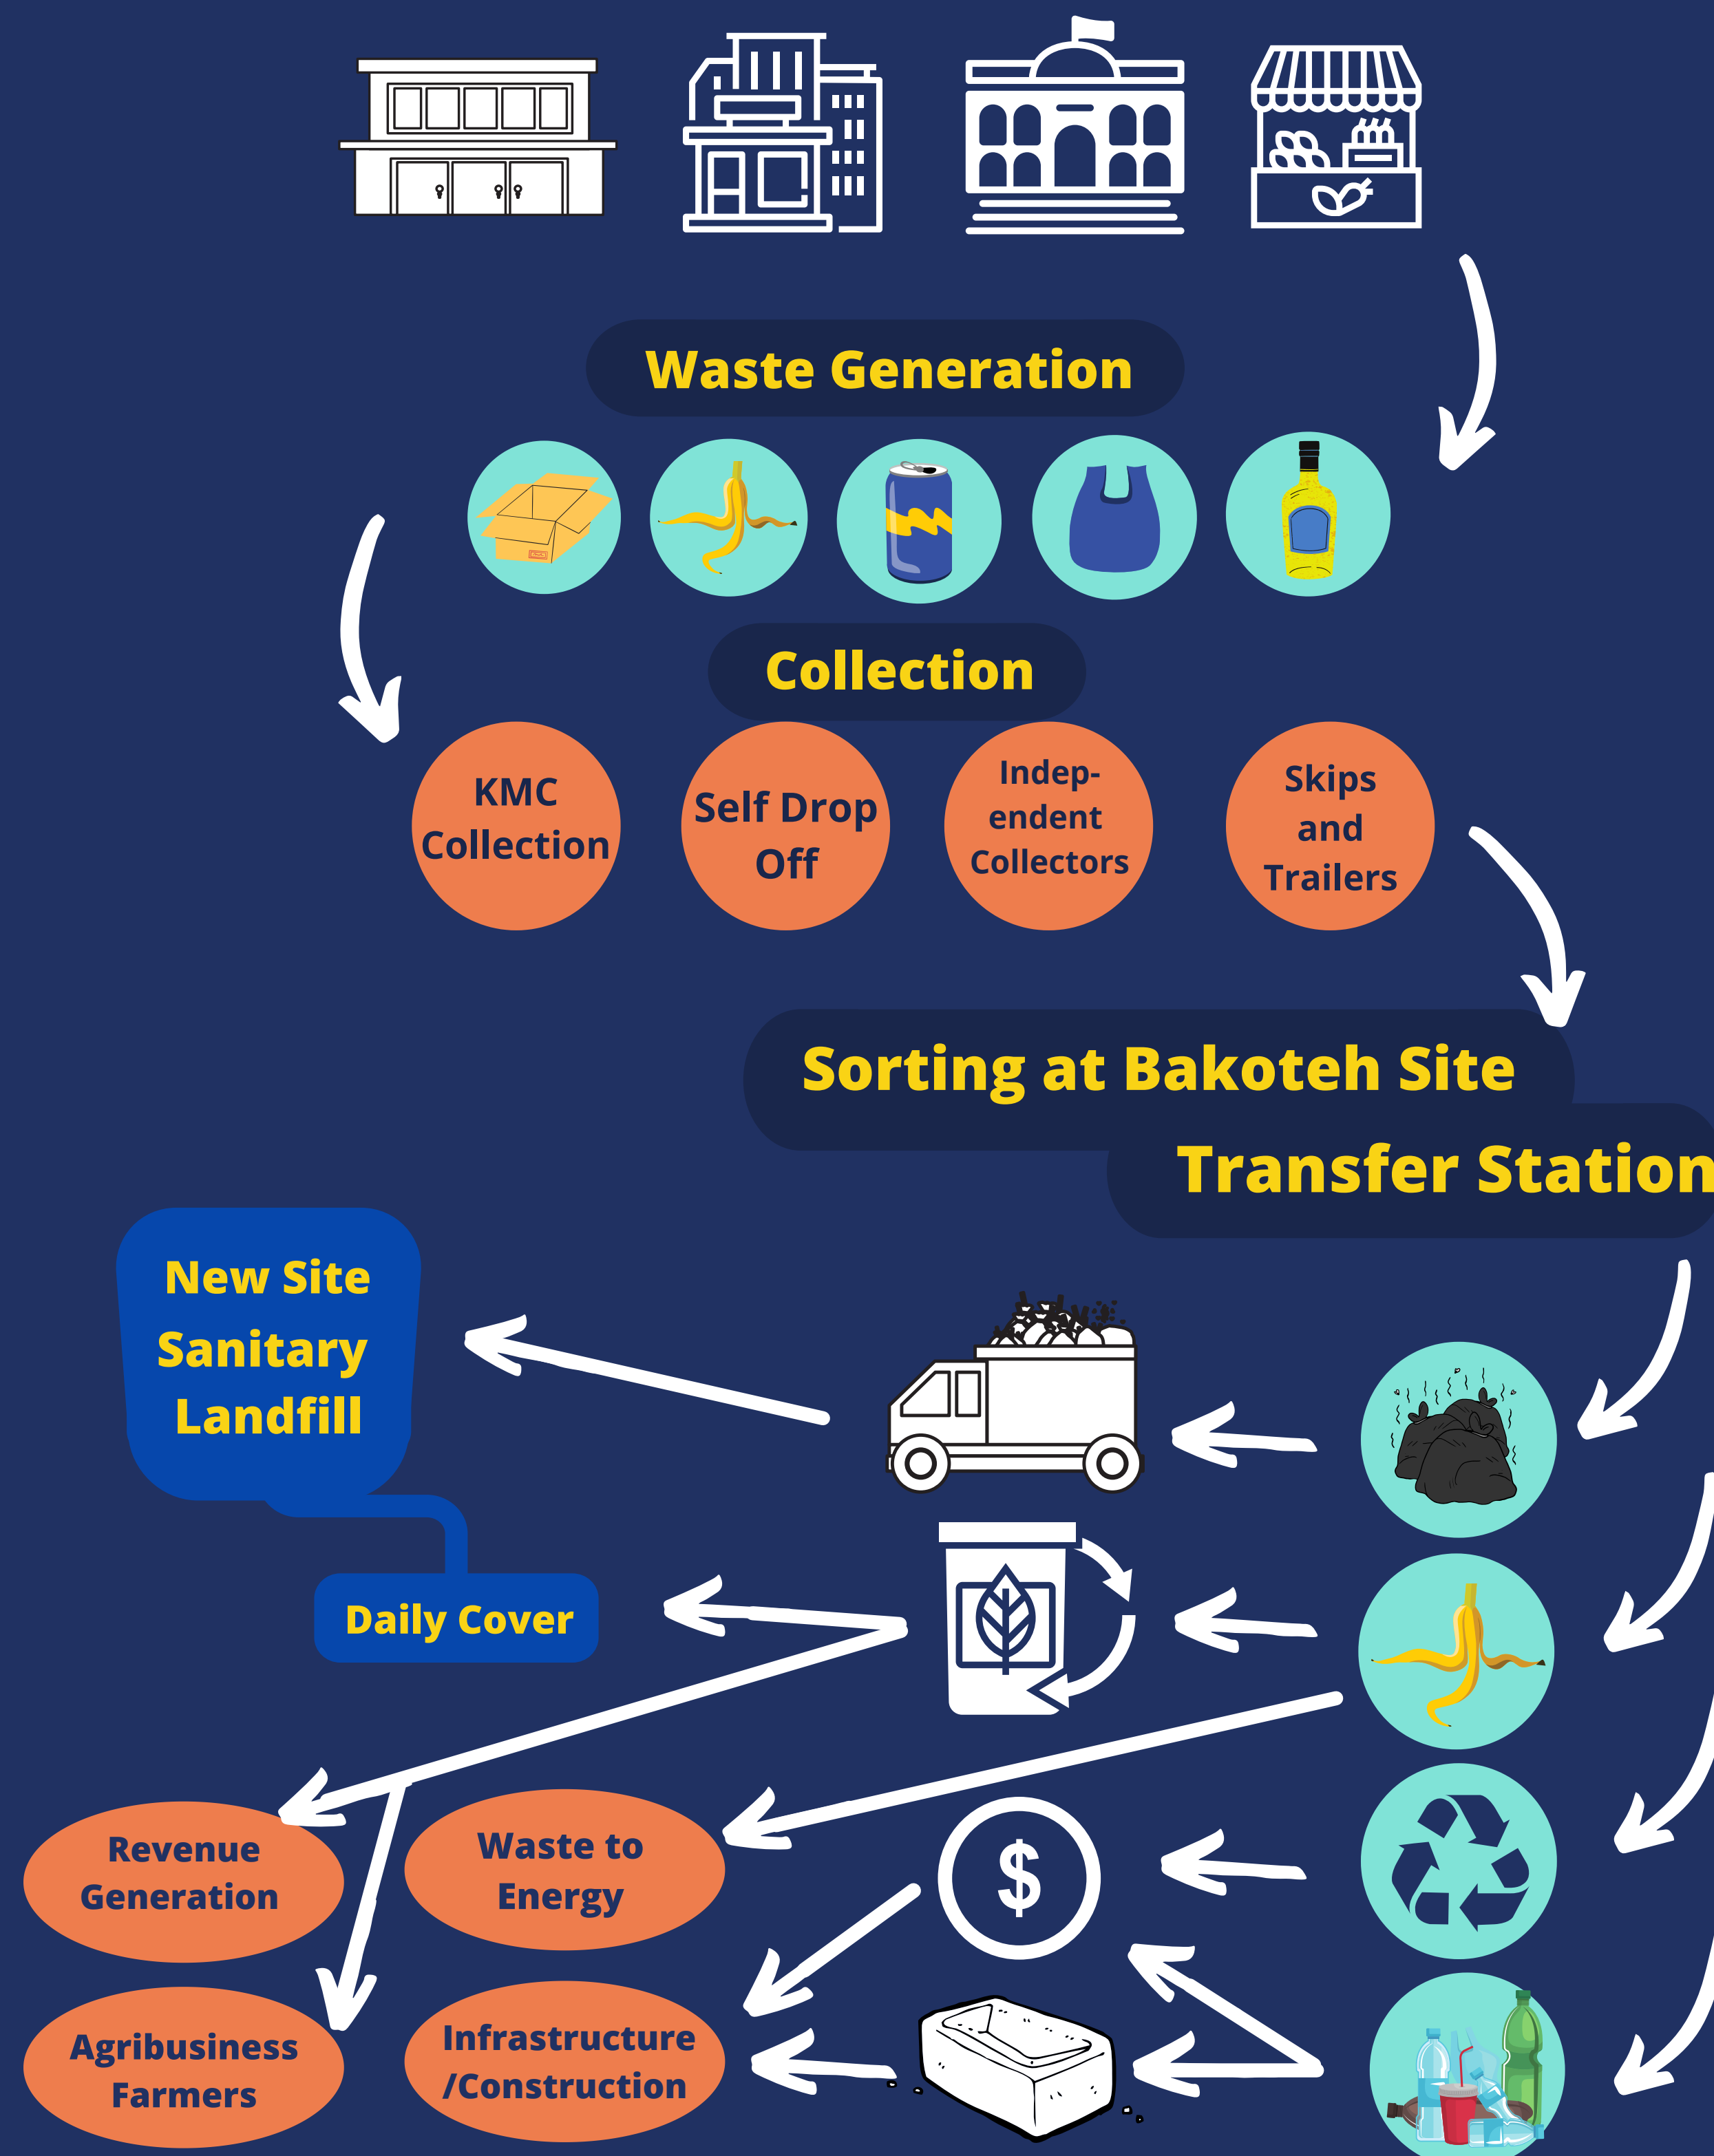 Waste Generation
Collection
KMC
Collection
Self Drop
Off
Indep-
endent
Collectors
Skips
and
Trailers
Sorting at Bakoteh Site
Transfer Station
New Site
Sanitary
Landfill
Daily Cover
Revenue
Generation
Waste to
Energy
$
Agribusiness
Farmers
Infrastructure
/Construction